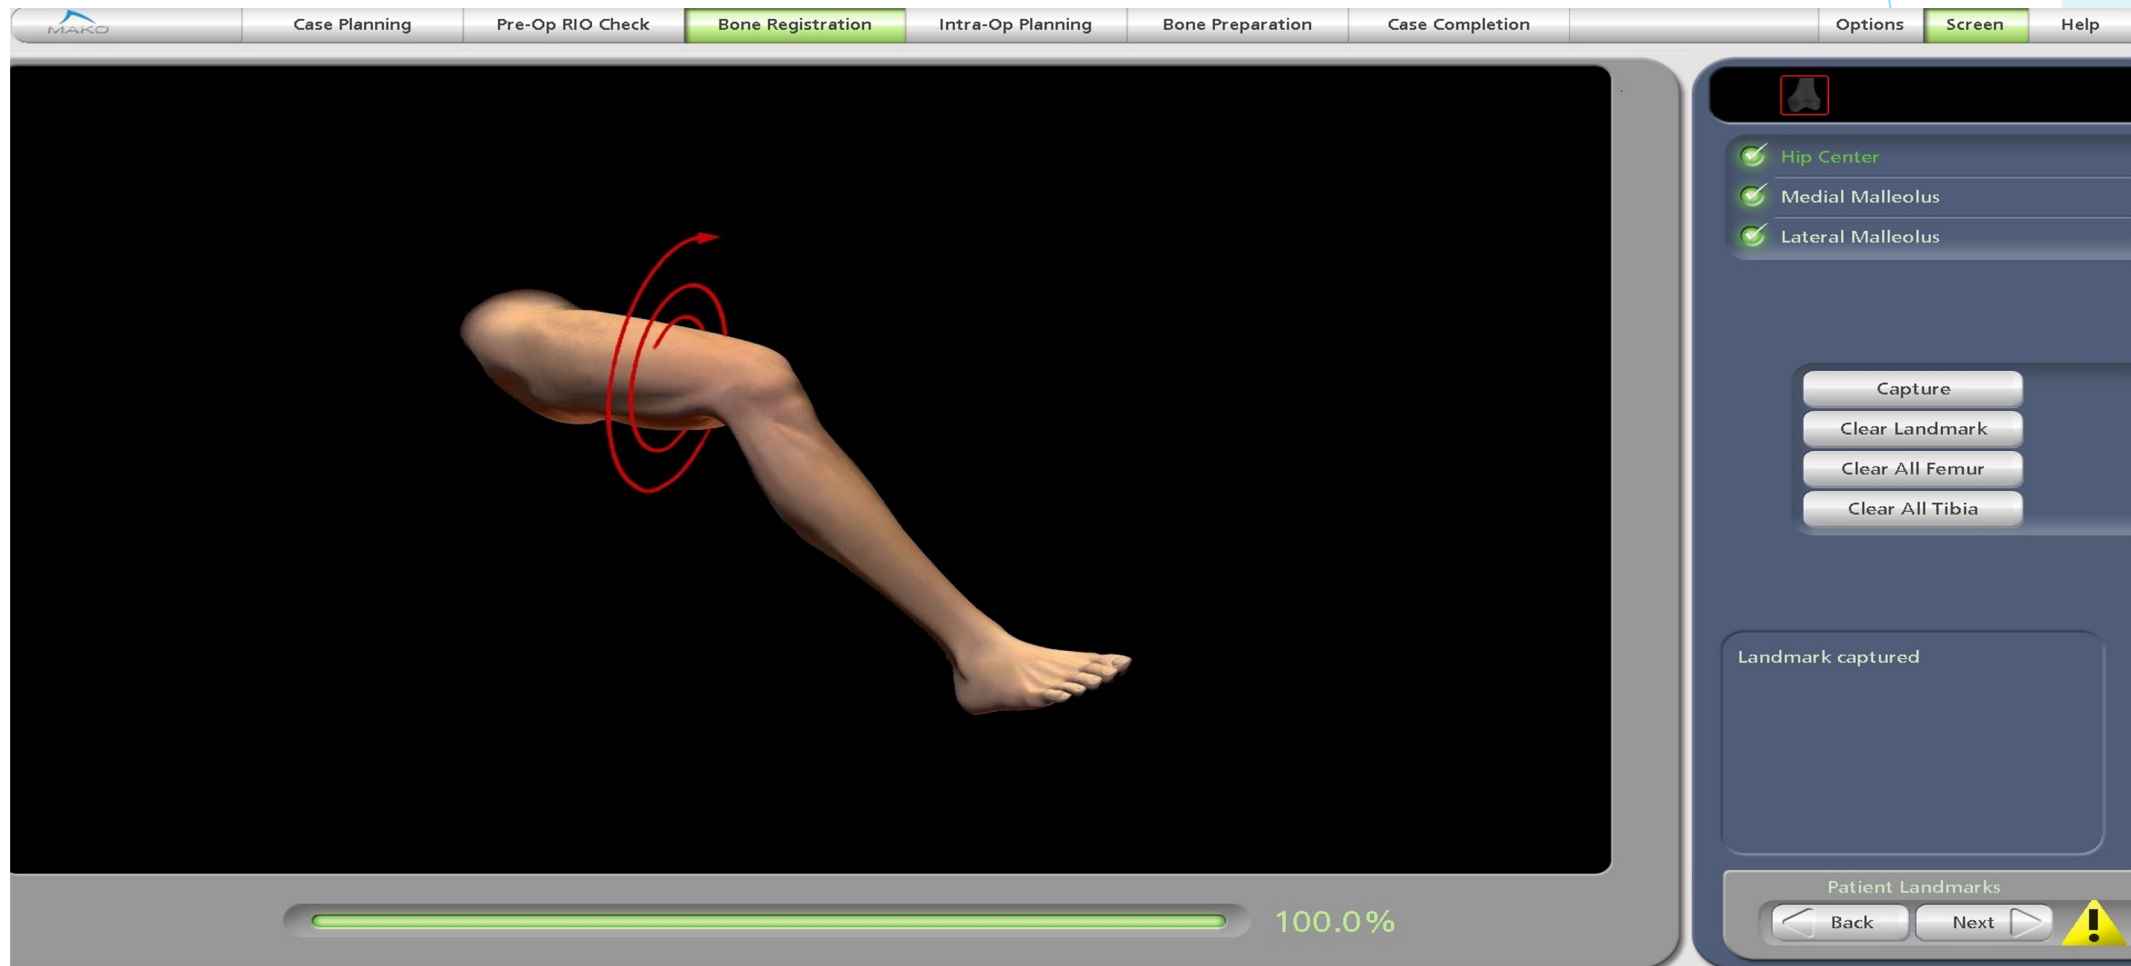 MAKO
Case Planning
Pre-Op RIO Check
Bone Registration
Intra-Op Planning
Bone Preparation
Case Completion
Options
Screen
Help
Hip Center
Medial Malleolus
Lateral Malleolus
Capture
Clear Landmark
Clear All Femur
Clear All Tibia
Landmark captured
Patient Landmarks
Back
Next
!
100.0%